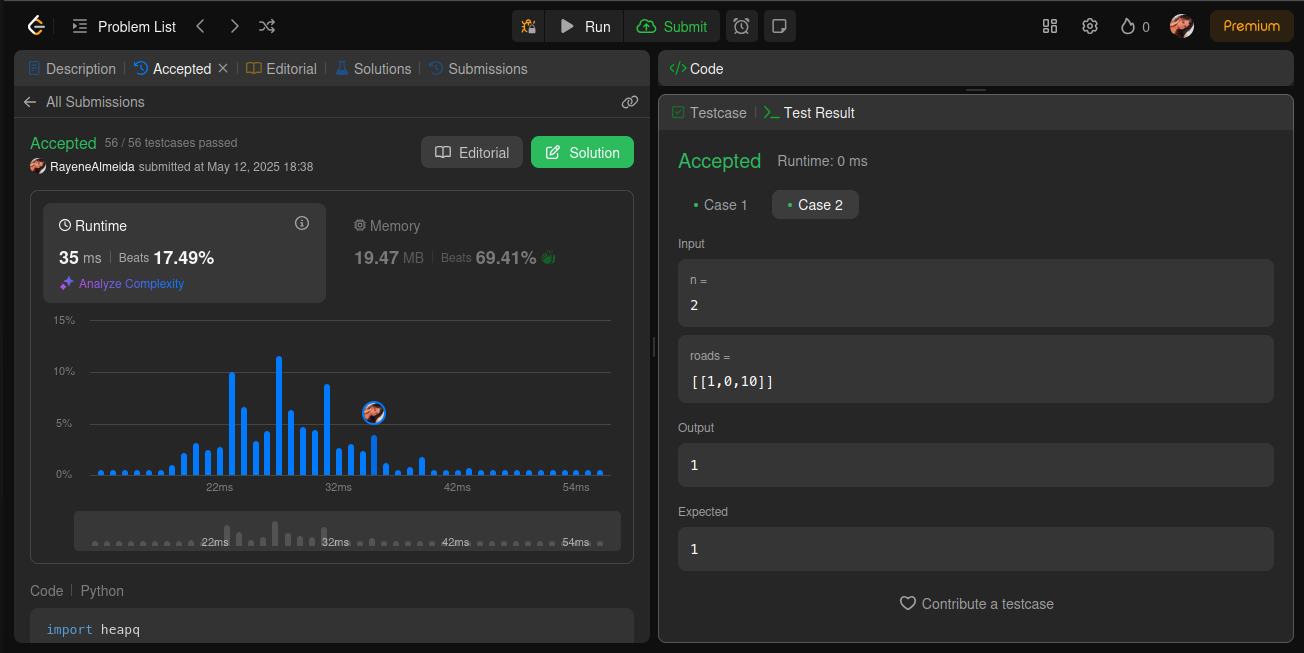 Problem List
Run
Submit
0
Premium
Description
Accepted
Editorial
Solutions
Submissions
All Submissions
Accepted 56 / 56 testcases passed
RayeneAlmeida submitted at May 12, 2025 18:38
Editorial
Solution
Runtime
35 ms Beats 17.49%
Analyze Complexity
Memory
19.47 MB Beats 69.41%
15%
10%
5%
0%
22ms 32ms 42ms 54ms
22ms 32ms 42ms 54ms
Code Python
import heapq
</> Code
Testcase
Test Result
Accepted Runtime: 0 ms
Case 1
Case 2
Input
n =
2
roads =
[[1,0,10]]
Output
1
Expected
1
Contribute a testcase